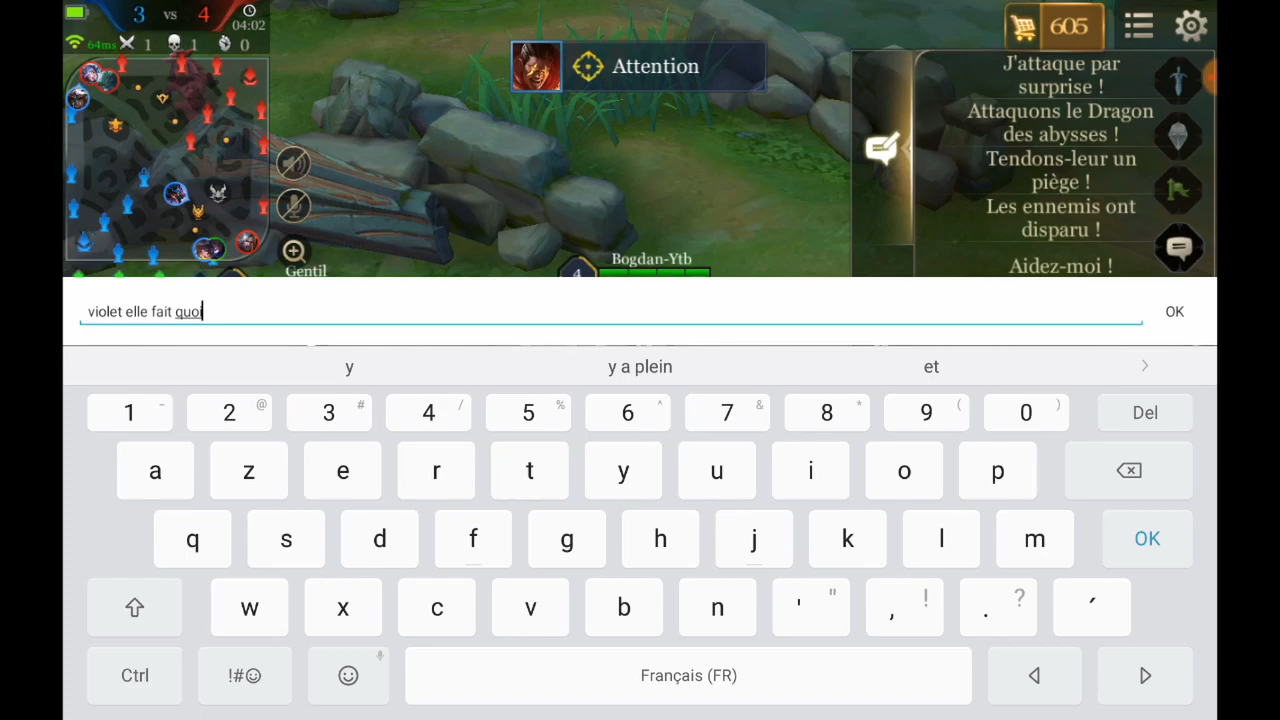 3 vs 4
04:02
64ms 1 1 0
Attention
605
J'attaque par
surprise !
Attaquons le Dragon
des abysses !
Tendons-leur un
piège !
Les ennemis ont
disparu !
Aidez-moi !
Bogdan-Ytb
4
Gentil
violet elle fait quoi
OK
y
y a plein
et
1 - 2 @ 3 # 4 / 5 % 6 ^ 7 & 8 * 9 ( 0 ) Del
a z e r t y u i o p
q s d f g h j k l m OK
w x c v b n ' " , ! . ? ´
Ctrl !#☺ Français (FR)